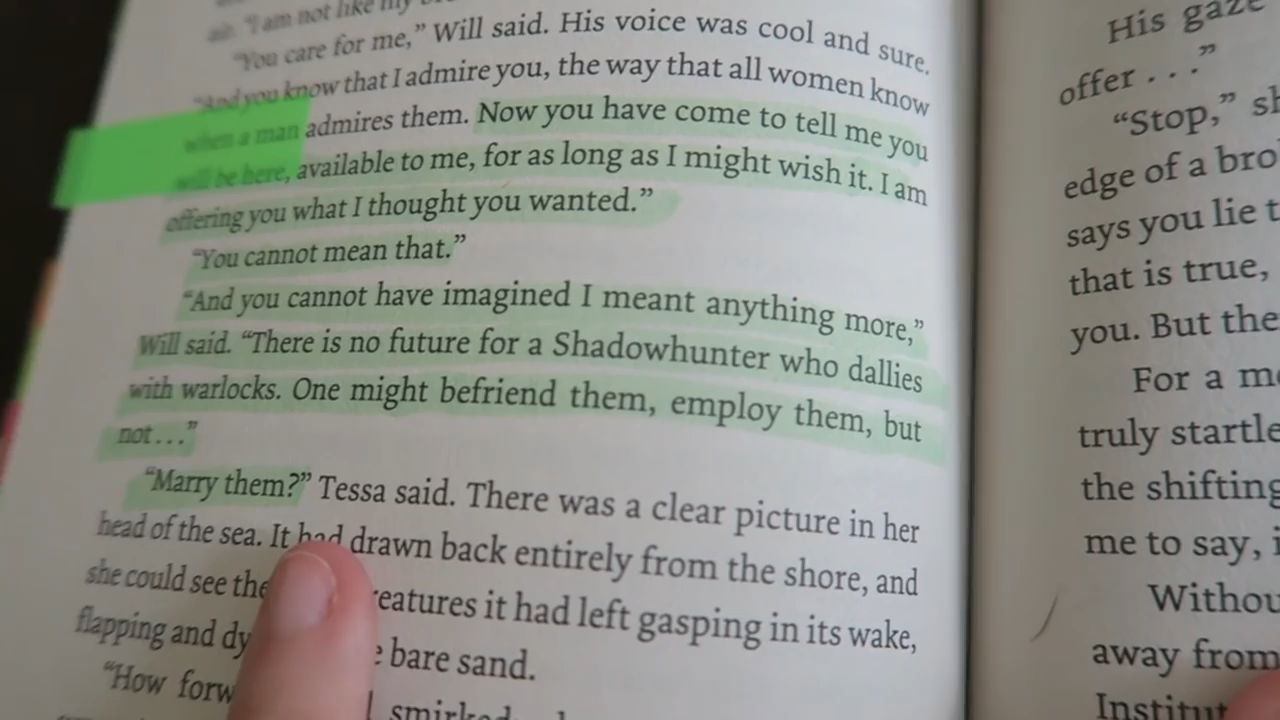 "I am not like my
"You care for me," Will said. His voice was cool and sure.
"And you know that I admire you, the way that all women know
when a man admires them. Now you have come to tell me you
will be here, available to me, for as long as I might wish it. I am
offering you what I thought you wanted."
"You cannot mean that."
"And you cannot have imagined I meant anything more,"
Will said. "There is no future for a Shadowhunter who dallies
with warlocks. One might befriend them, employ them, but
not . . ."
"Marry them?" Tessa said. There was a clear picture in her
head of the sea. It had drawn back entirely from the shore, and
she could see the reatures it had left gasping in its wake,
flapping and dy bare sand.
"How forw smirked
His gaze
offer . . ."
"Stop," sh
edge of a bro
says you lie t
that is true,
you. But the
For a mo
truly startle
the shifting
me to say, i
Withou
away from
Institut